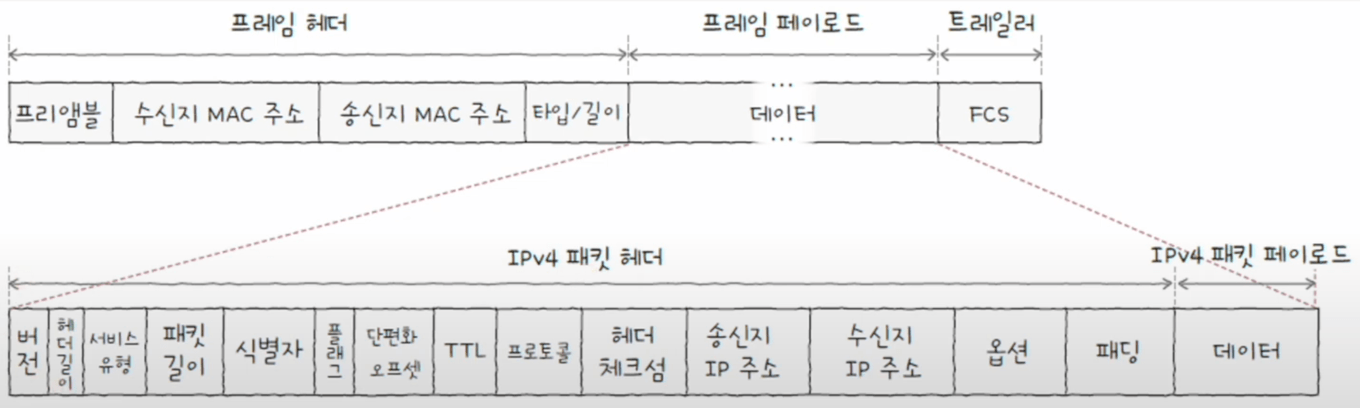 프레임 헤더
프레임 페이로드
트레일러
프리앰블
수신지 MAC 주소
송신지 MAC 주소
타입/길이
...
데이터
...
FCS
IPv4 패킷 헤더
IPv4 패킷 페이로드
버
전
헤
더
길
이
서비스
유형
패킷
길이
식별자
플
래
그
단편화
오프셋
TTL
프로토콜
헤더
체크섬
송신지
IP 주소
수신지
IP 주소
옵션
패딩
데이터